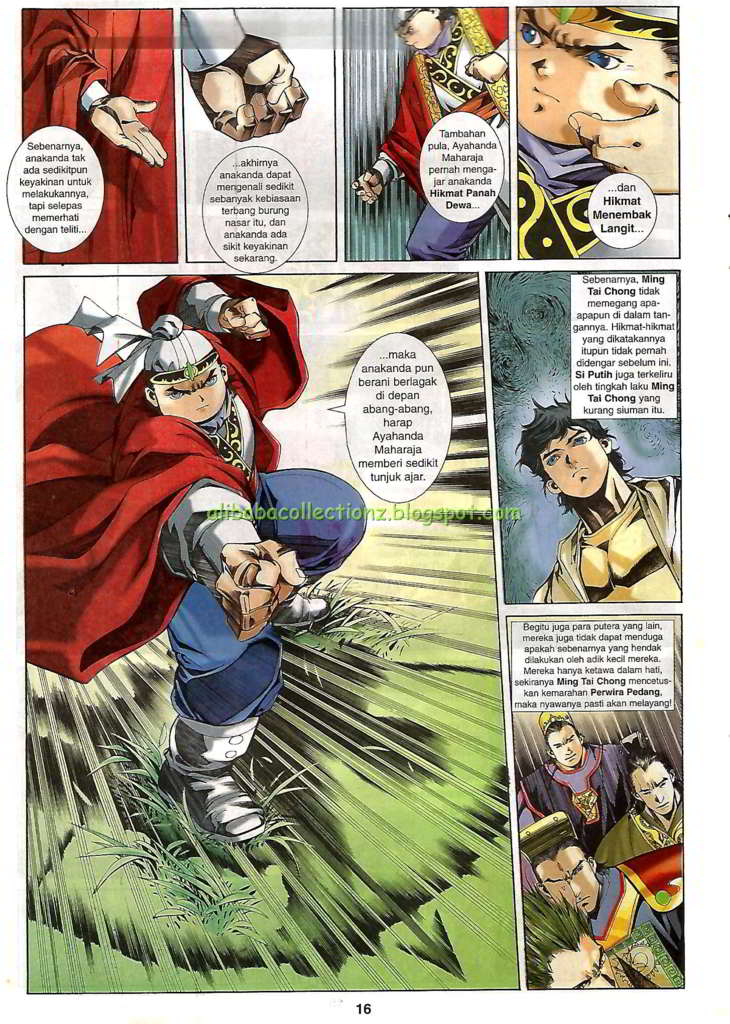 Sebenarnya,
anakanda tak
ada sedikitpun
keyakinan untuk
melakukannya,
tapi selepas
memerhati
dengan teliti...
...akhirnya
anakanda dapat
mengenali sedikit
sebanyak kebiasaan
terbang burung
nasar itu, dan
anakanda ada
sikit keyakinan
sekarang.
Tambahan
pula, Ayahanda
Maharaja
pernah menga-
jar anakanda
Hikmat Panah
Dewa...
...dan
Hikmat
Menembak
Langit...
...maka
anakanda pun
berani berlagak
di depan
abang-abang,
harap
Ayahanda
Maharaja
memberi sedikit
tunjuk ajar.
Sebenarnya, Ming
Tai Chong tidak
memegang apa-
apapun di dalam tan-
gannya. Hikmat-hikmat
yang dikatakannya
itupun tidak pernah
didengar sebelum ini.
Si Putih juga terkeliru
oleh tingkah laku Ming
Tai Chong yang
kurang siuman itu.
alibabacollectionz.blogspot.com
Begitu juga para putera yang lain,
mereka juga tidak dapat menduga
apakah sebenarnya yang hendak
dilakukan oleh adik kecil mereka.
Mereka hanya ketawa dalam hati,
sekiranya Ming Tai Chong mencetus-
kan kemarahan Perwira Pedang,
maka nyawanya pasti akan melayang!
16